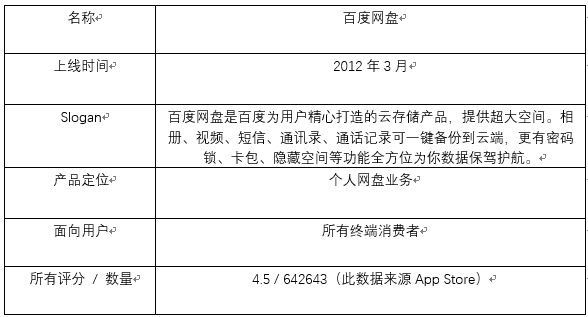 名称 百度网盘
上线时间 2012 年 3 月
Slogan 百度网盘是百度为用户精心打造的云存储产品，提供超大空间。相
册、视频、短信、通讯录、通话记录可一键备份到云端，更有密码
锁、卡包、隐藏空间等功能全方位为你数据保驾护航。
产品定位 个人网盘业务
面向用户 所有终端消费者
所有评分 / 数量 4.5 / 642643（此数据来源 App Store）